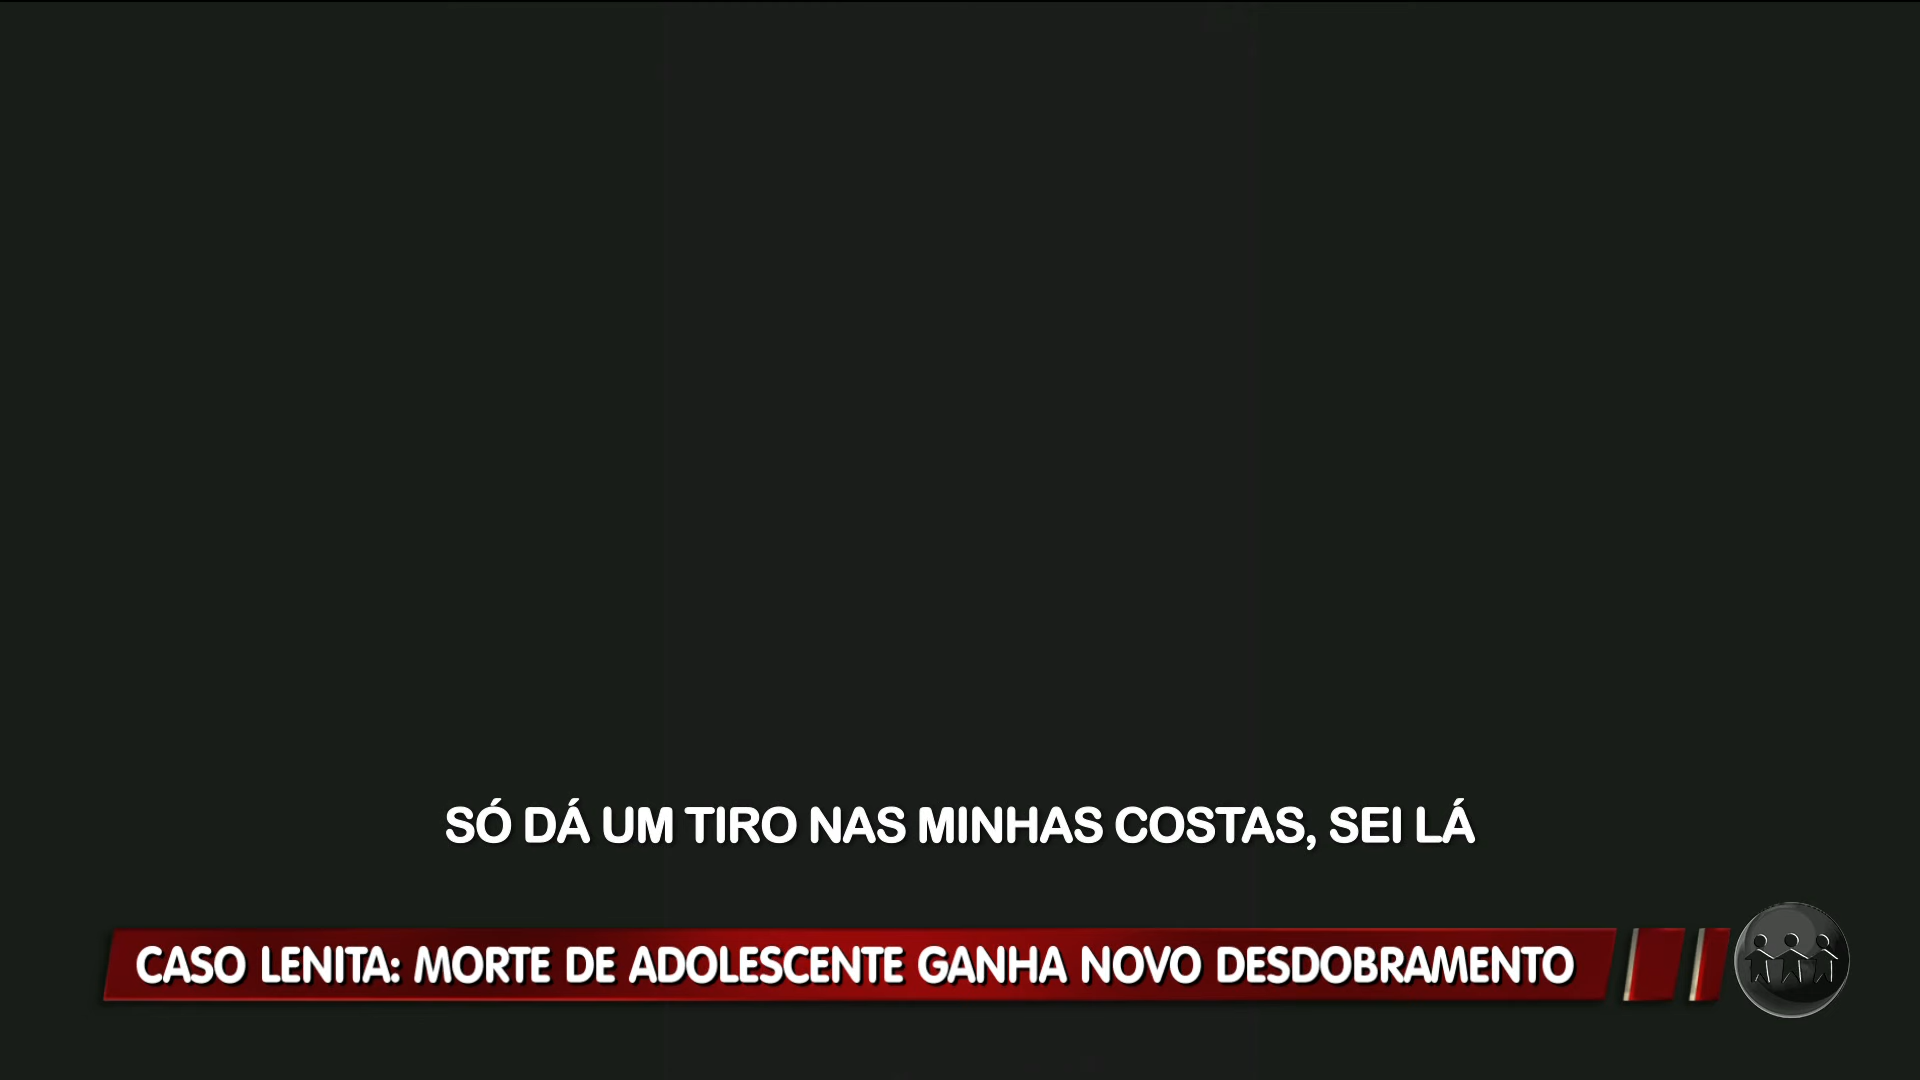 SÓ DÁ UM TIRO NAS MINHAS COSTAS, SEI LÁ
CASO LENITA: MORTE DE ADOLESCENTE GANHA NOVO DESDOBRAMENTO